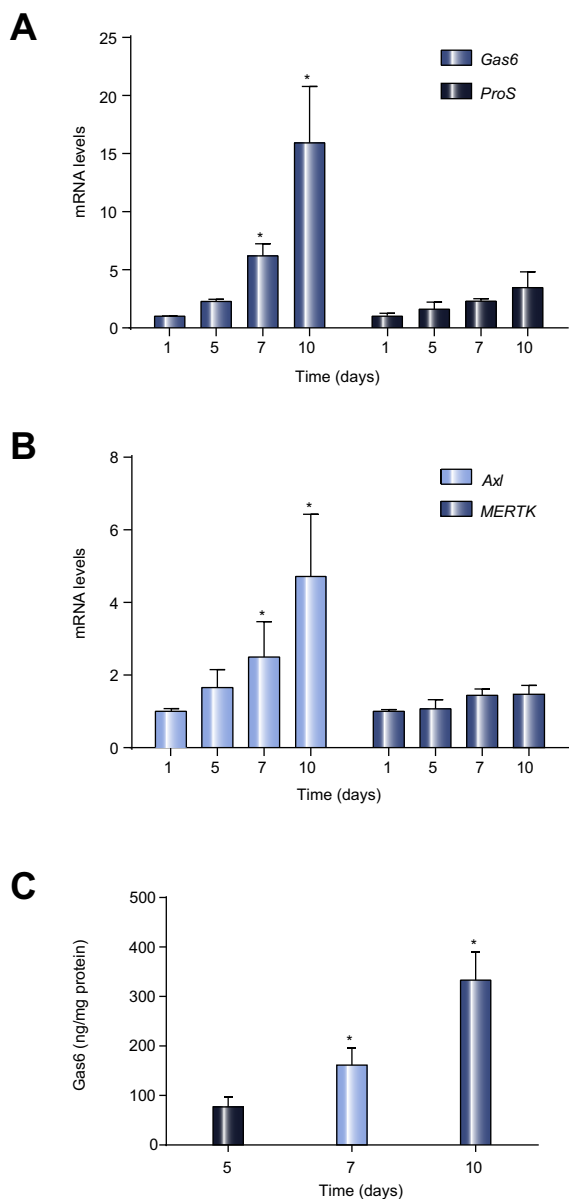 A
25
20
15
10
5
0
mRNA levels
*
*
Gas6
ProS
1 5 7 10 1 5 7 10
Time (days)
B
8
6
4
2
0
mRNA levels
*
*
Axl
MERTK
1 5 7 10 1 5 7 10
Time (days)
C
500
400
300
200
100
0
Gas6 (ng/mg protein)
*
*
5 7 10
Time (days)